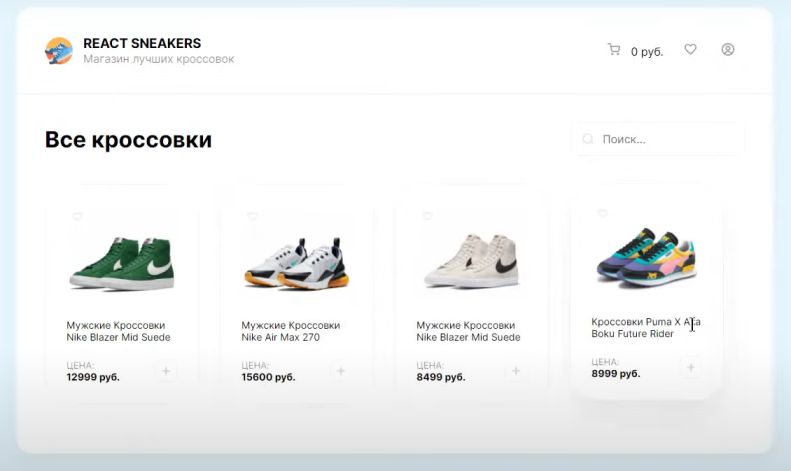 REACT SNEAKERS
Магазин лучших кроссовок
0 руб.
Все кроссовки
Поиск...
Мужские Кроссовки
Nike Blazer Mid Suede
ЦЕНА:
12999 руб.
Мужские Кроссовки
Nike Air Max 270
ЦЕНА:
15600 руб.
Мужские Кроссовки
Nike Blazer Mid Suede
ЦЕНА:
8499 руб.
Кроссовки Puma X Aka
Boku Future Rider
ЦЕНА:
8999 руб.